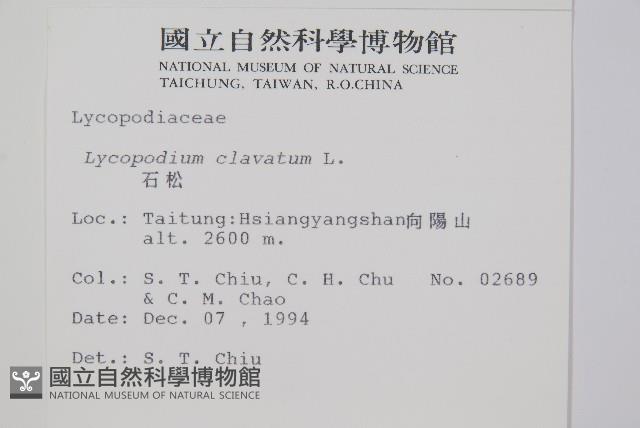 國立自然科學博物館
NATIONAL MUSEUM OF NATURAL SCIENCE
TAICHUNG, TAIWAN, R.O.CHINA
Lycopodiaceae
Lycopodium clavatum L.
石松
Loc.: Taitung:Hsiangyangshan向陽山
alt. 2600 m.
Col.: S. T. Chiu, C. H. Chu No. 02689
& C. M. Chao
Date: Dec. 07 , 1994
Det.: S. T. Chiu
國立自然科學博物館
NATIONAL MUSEUM OF NATURAL SCIENCE